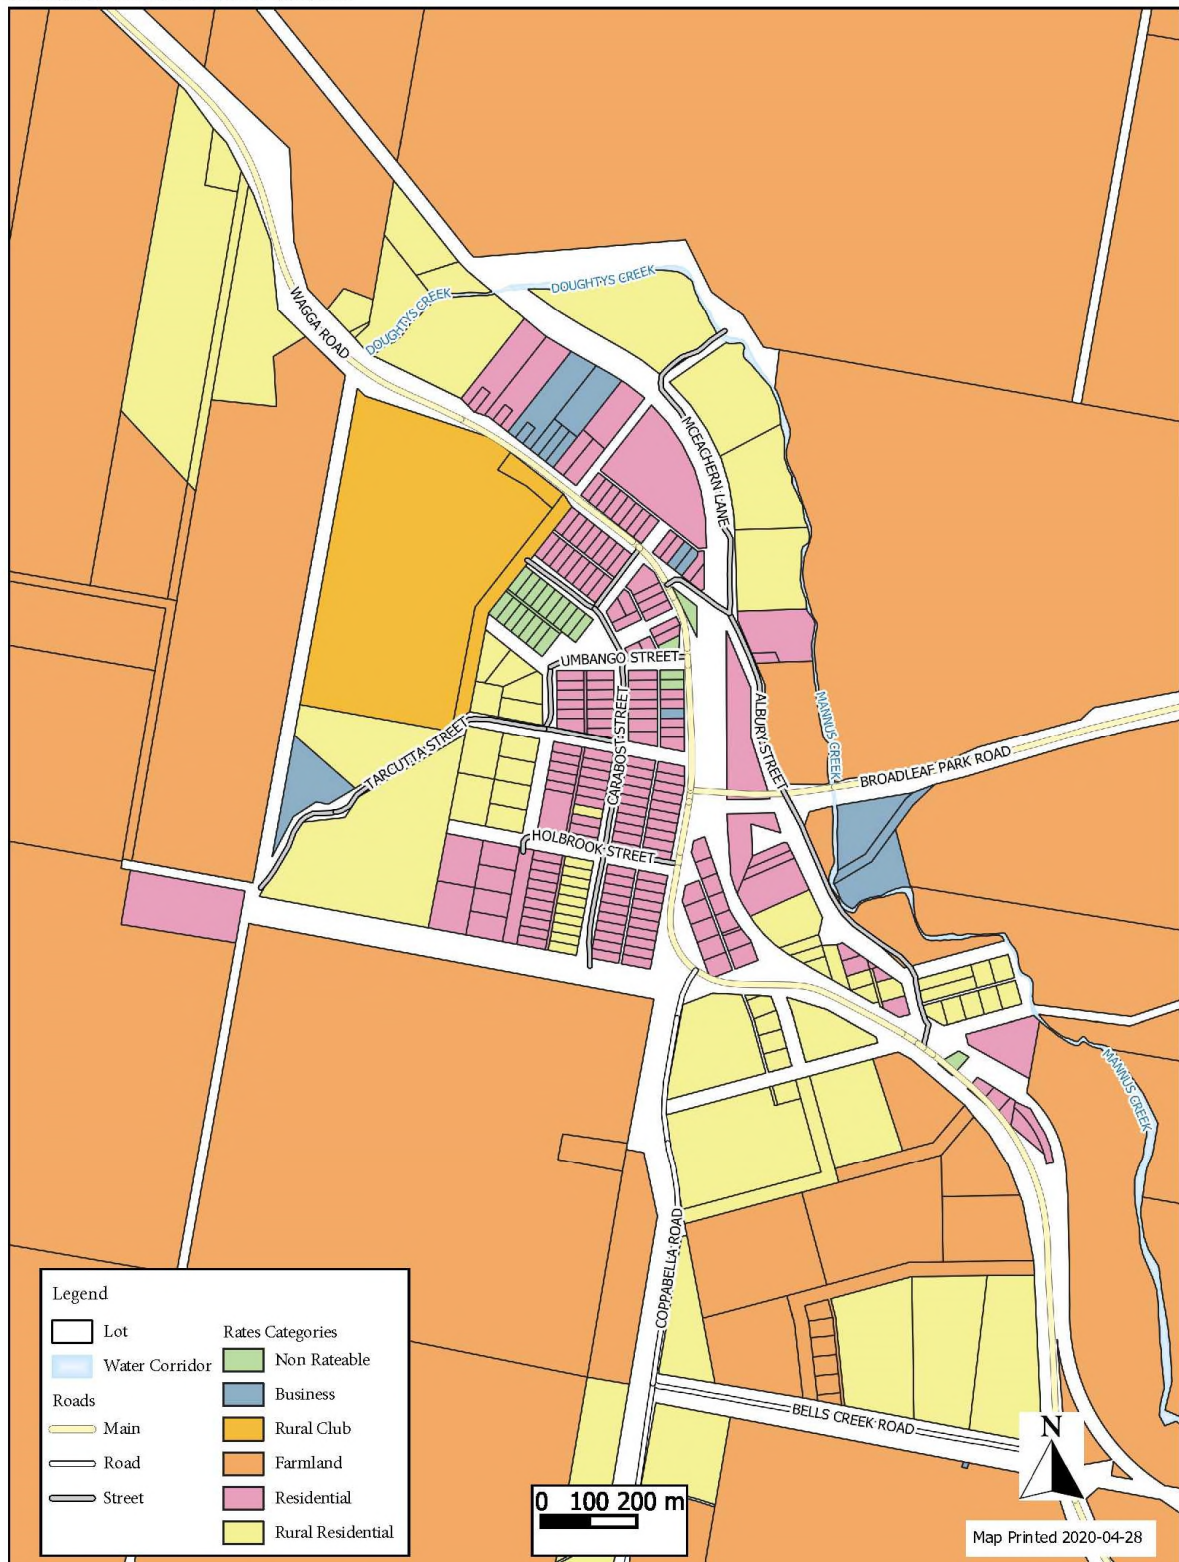 WAGGA ROAD
DOUGHTYS CREEK
DOUGHTYS CREEK
MCEACHERN LANE
UMBANGO STREET
CARABOST STREET
TARCUTTA STREET
ALBURY STREET
MANNUS CREEK
BROADLEAF PARK ROAD
HOLBROOK STREET
MANNUS CREEK
COPPABELLA ROAD
BELLS CREEK ROAD
Legend
Lot
Water Corridor
Roads
Main
Road
Street
Rates Categories
Non Rateable
Business
Rural Club
Farmland
Residential
Rural Residential
0 100 200 m
N
Map Printed 2020-04-28